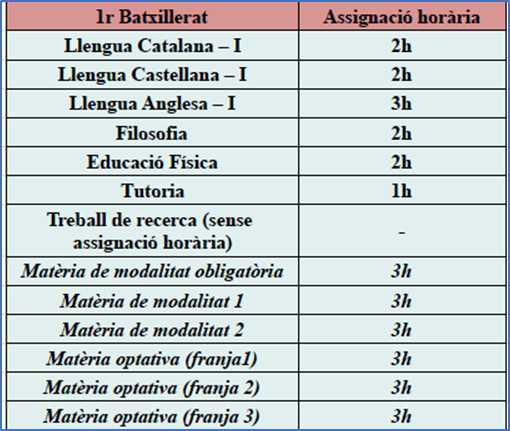 1r Batxillerat Assignació horària
Llengua Catalana – I 2h
Llengua Castellana – I 2h
Llengua Anglesa – I 3h
Filosofia 2h
Educació Física 2h
Tutoria 1h
Treball de recerca (sense
assignació horària) -
Matèria de modalitat obligatòria 3h
Matèria de modalitat 1 3h
Matèria de modalitat 2 3h
Matèria optativa (franja1) 3h
Matèria optativa (franja 2) 3h
Matèria optativa (franja 3) 3h